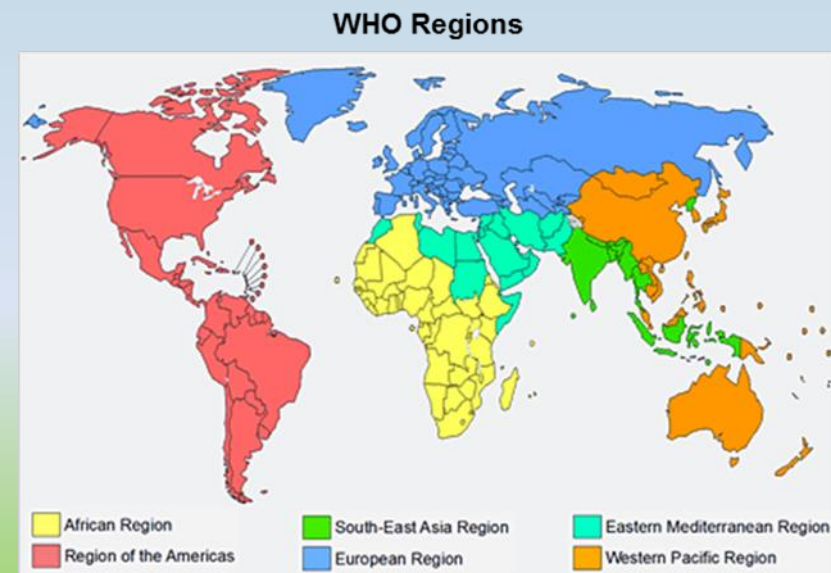 WHO Regions
African Region
South-East Asia Region
Eastern Mediterranean Region
Region of the Americas
European Region
Western Pacific Region